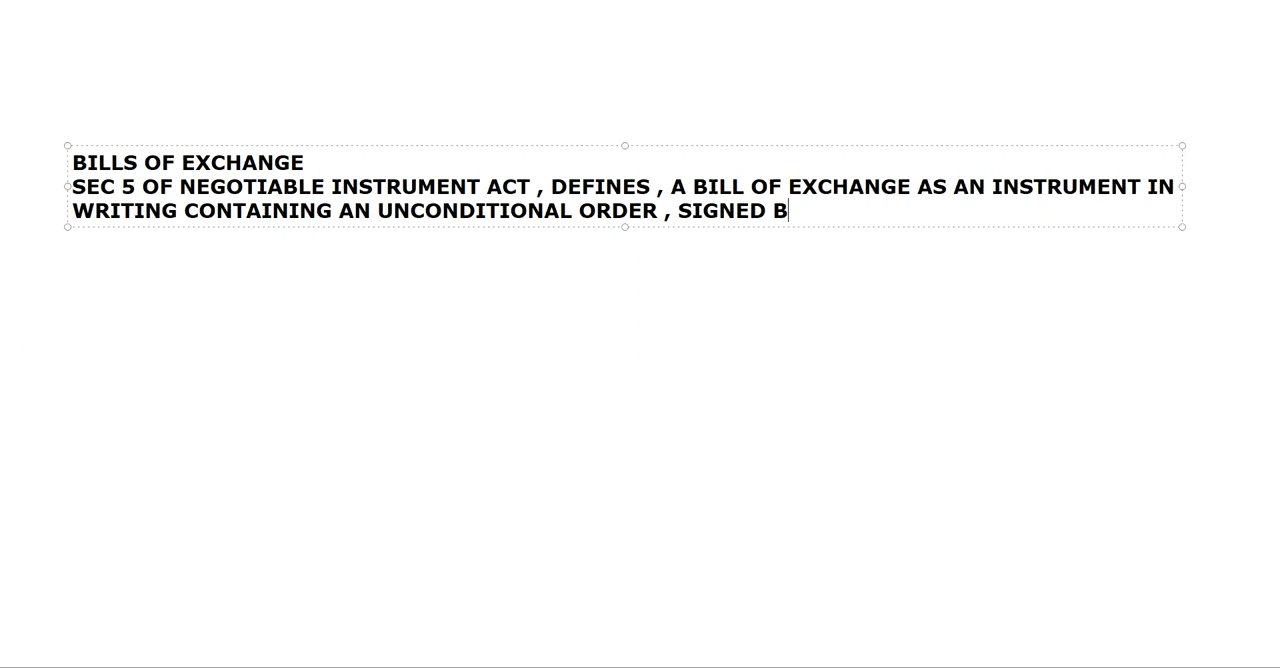 BILLS OF EXCHANGE
SEC 5 OF NEGOTIABLE INSTRUMENT ACT , DEFINES , A BILL OF EXCHANGE AS AN INSTRUMENT IN
WRITING CONTAINING AN UNCONDITIONAL ORDER , SIGNED B